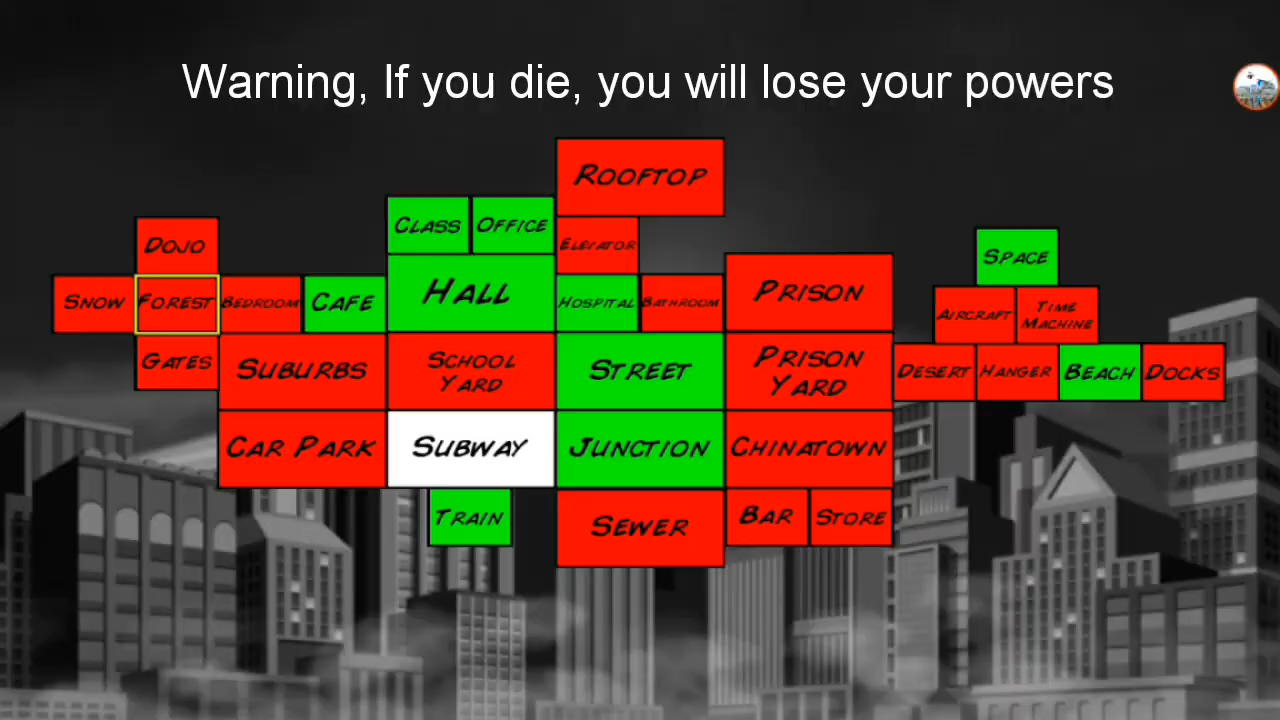 Warning, If you die, you will lose your powers
ROOFTOP
CLASS
OFFICE
ELEVATOR
DOJO
SPACE
SNOW
FOREST
BEDROOM
CAFE
HALL
HOSPITAL
BATHROOM
PRISON
AIRCRAFT
TIME
MACHINE
GATES
SUBURBS
SCHOOL
YARD
STREET
PRISON
YARD
DESERT
HANGER
BEACH
DOCKS
CAR PARK
SUBWAY
JUNCTION
CHINATOWN
TRAIN
SEWER
BAR
STORE